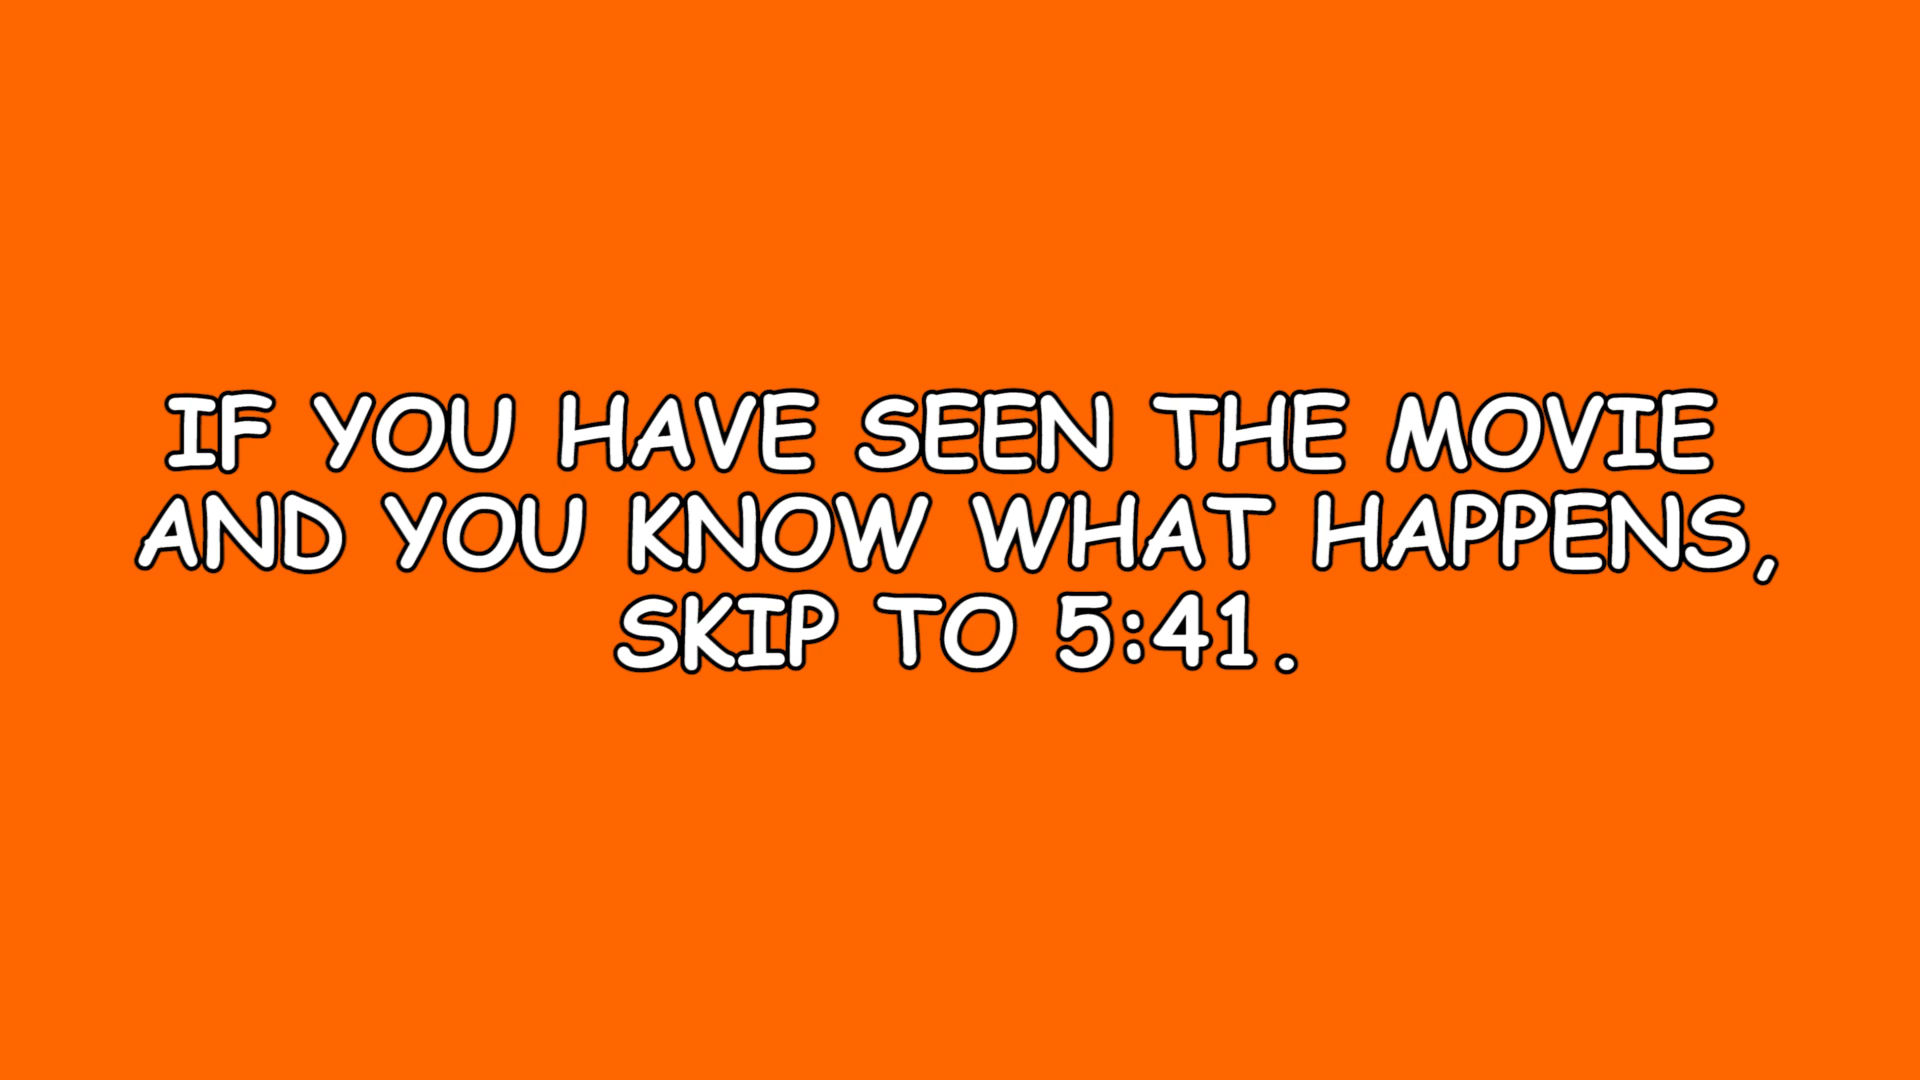 IF YOU HAVE SEEN THE MOVIE
AND YOU KNOW WHAT HAPPENS,
SKIP TO 5:41.